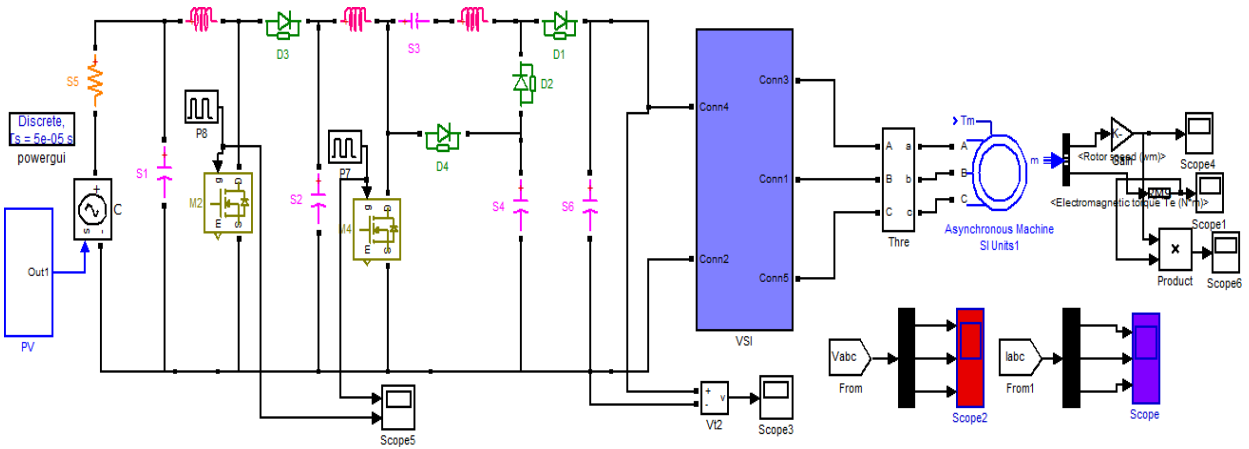 S5
Discrete,
Ts = 5e-05 s
powergui
C
+
-
s
Out1
PV
S1
P8
M2
D3
S2
P7
M4
g
m
D
S
S3
D1
D2
D4
S4
S6
Conn4
Conn2
Conn3
Conn1
Conn5
VSI
A
B
C
a
b
c
Thre
Tm
A
B
C
m
Asynchronous Machine
SI Units1
<Rotor speed (wm)>
K-
Gain
Scope4
RMS
<Electromagnetic torque Te (N*m)>
Scope1
×
Product
Scope6
Vabc
From
Scope2
Iabc
From1
Scope
+
-
v
Vt2
Scope3
Scope5